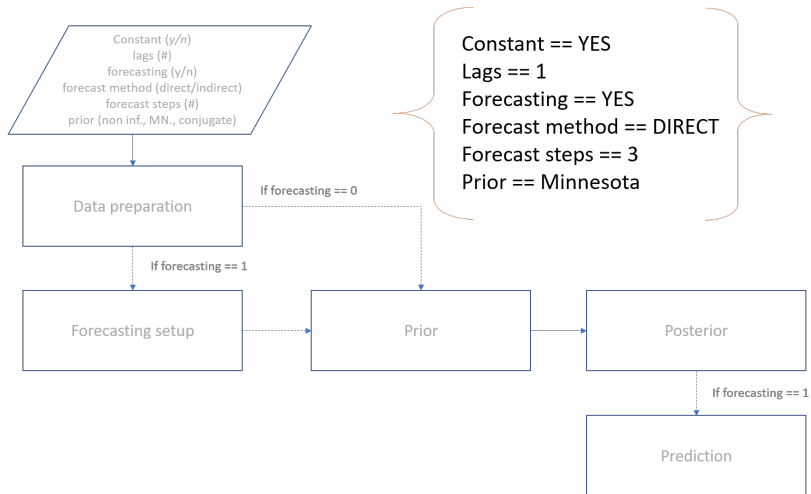 Constant (y/n)
lags (#)
forecasting (y/n)
forecast method (direct/indirect)
forecast steps (#)
prior (non inf., MN., conjugate)
Constant == YES
Lags == 1
Forecasting == YES
Forecast method == DIRECT
Forecast steps == 3
Prior == Minnesota
Data preparation
If forecasting == 0
If forecasting == 1
Forecasting setup
Prior
Posterior
If forecasting == 1
Prediction